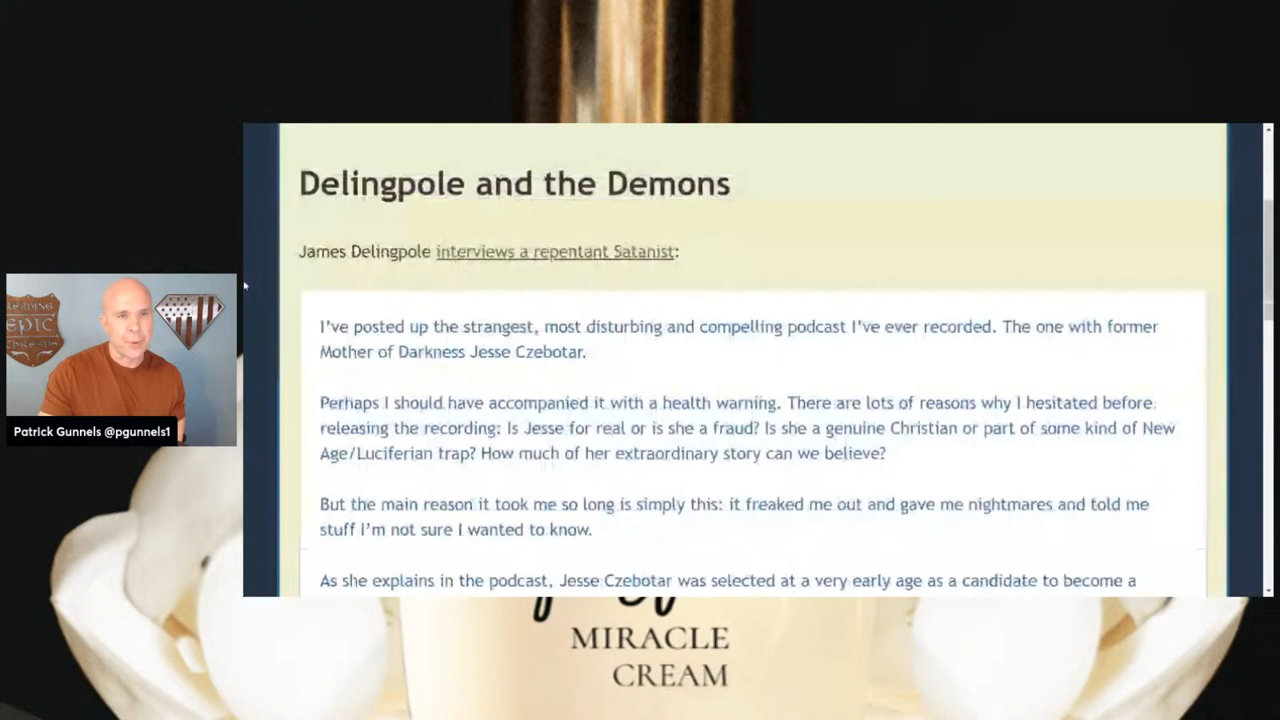 Delingpole and the Demons
James Delingpole interviews a repentant Satanist:
I've posted up the strangest, most disturbing and compelling podcast I've ever recorded. The one with former
Mother of Darkness Jesse Czebotar.
Perhaps I should have accompanied it with a health warning. There are lots of reasons why I hesitated before
releasing the recording: Is Jesse for real or is she a fraud? Is she a genuine Christian or part of some kind of New
Age/Luciferian trap? How much of her extraordinary story can we believe?
But the main reason it took me so long is simply this: it freaked me out and gave me nightmares and told me
stuff I'm not sure I wanted to know.
As she explains in the podcast, Jesse Czebotar was selected at a very early age as a candidate to become a
READING
EPIC
THREADS
Patrick Gunnels @pgunnels1
MIRACLE
CREAM